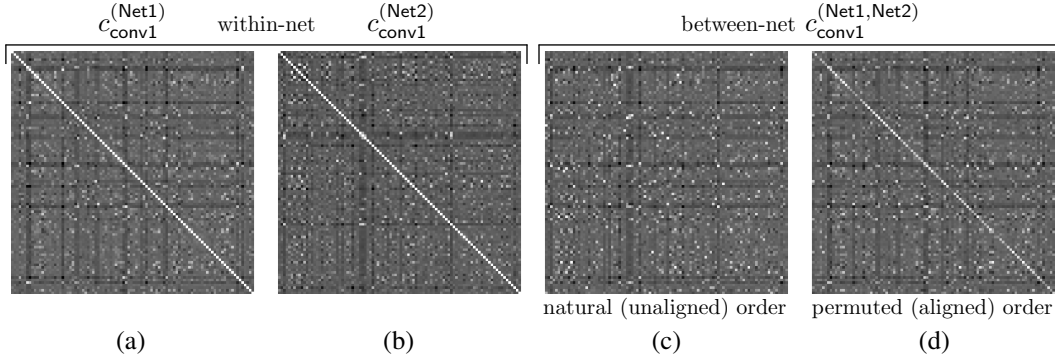 c_conv1^(Net1) within-net c_conv1^(Net2) between-net c_conv1^(Net1,Net2)
natural (unaligned) order permuted (aligned) order
(a) (b) (c) (d)